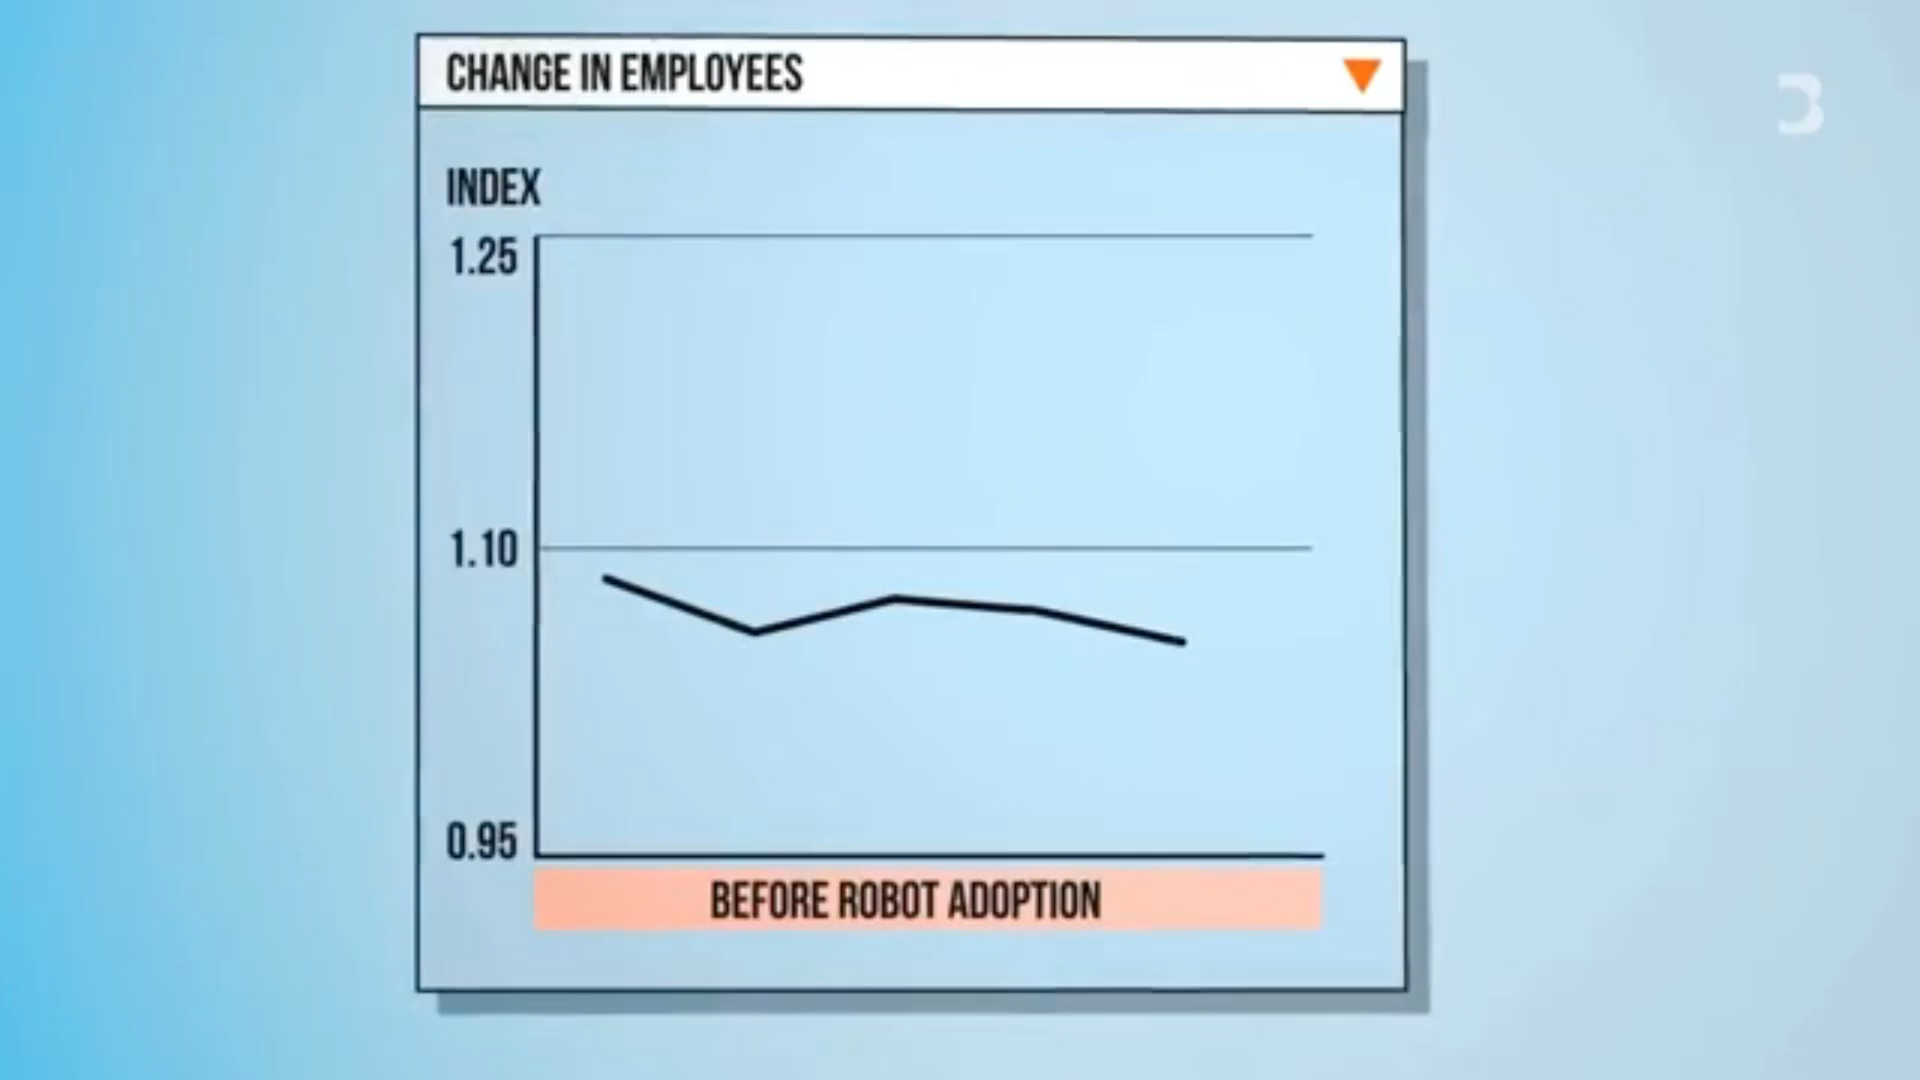 CHANGE IN EMPLOYEES
INDEX
1.25
1.10
0.95
BEFORE ROBOT ADOPTION